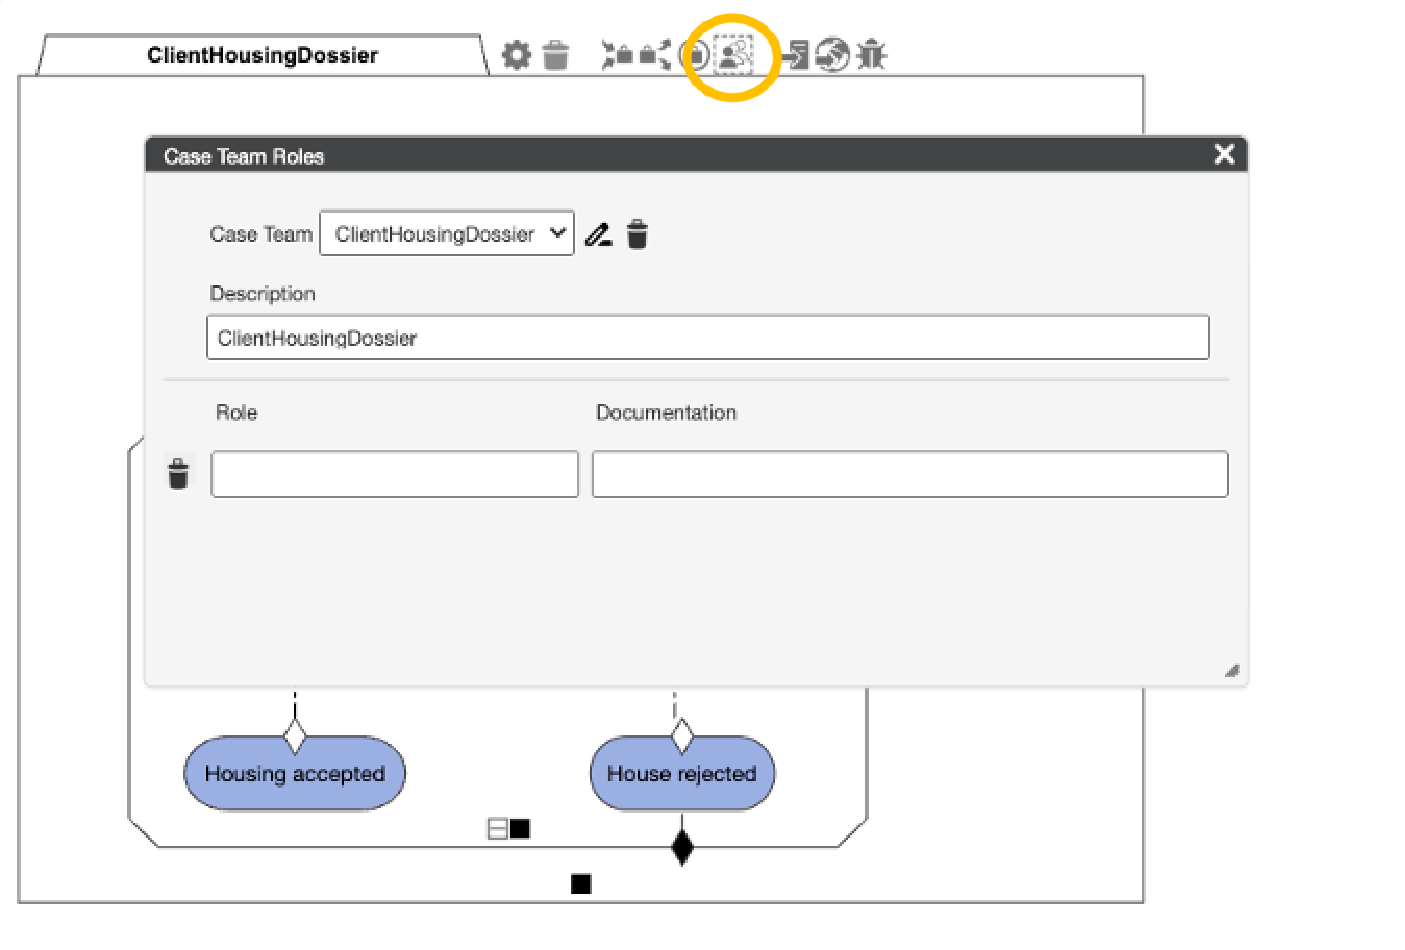 ClientHousingDossier
Case Team Roles
Case Team ClientHousingDossier
Description
ClientHousingDossier
Role Documentation
Housing accepted House rejected